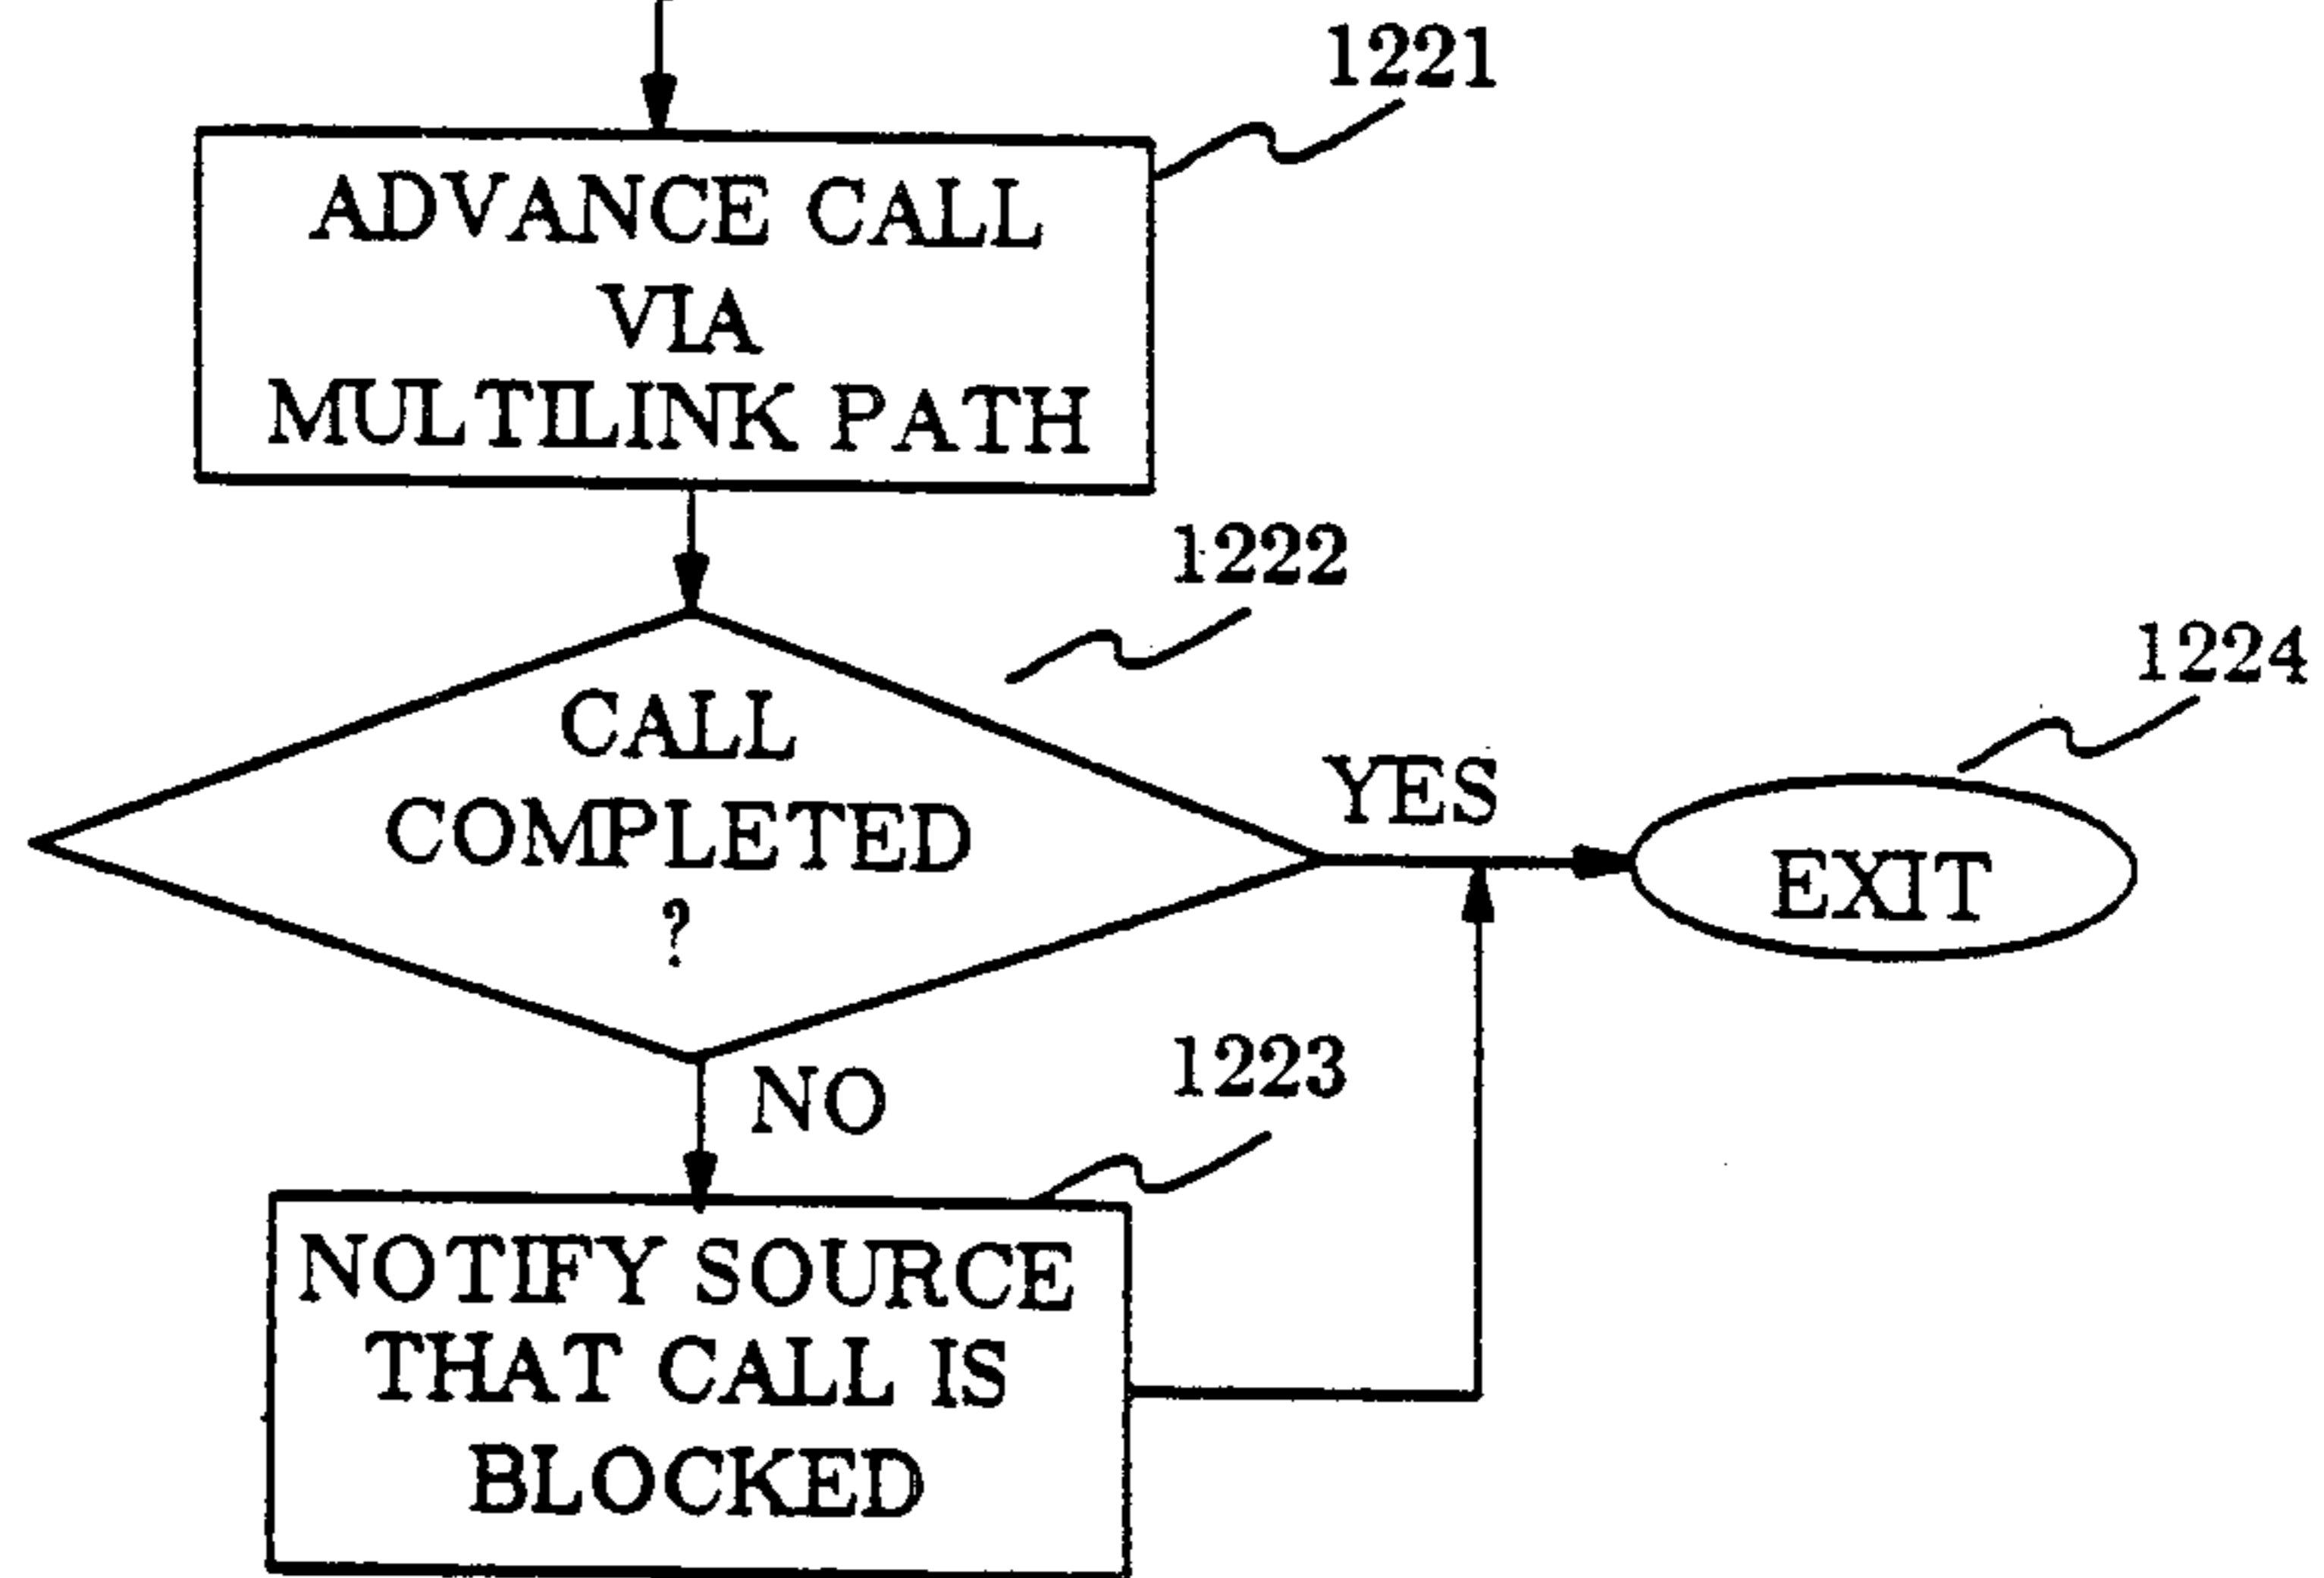 1221
ADVANCE CALL
VIA
MULTILINK PATH
1222
CALL
COMPLETED
?
YES
1224
EXIT
NO
1223
NOTIFY SOURCE
THAT CALL IS
BLOCKED